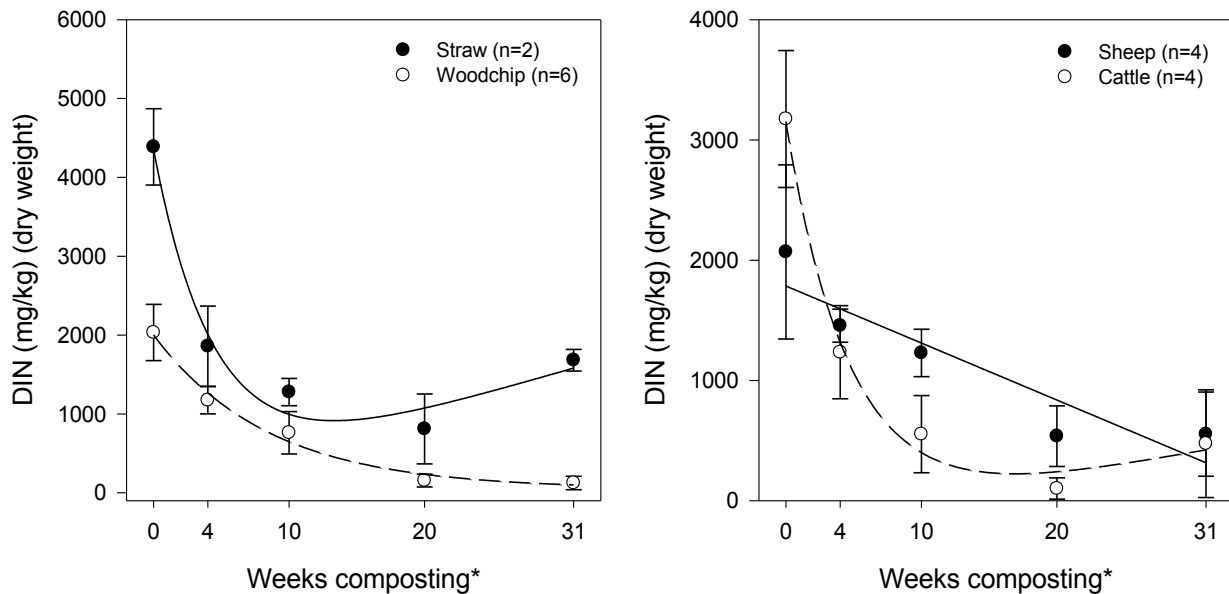 6000
5000
4000
3000
2000
1000
0
DIN (mg/kg) (dry weight)
Straw (n=2)
Woodchip (n=6)
0 4 10 20 31
Weeks composting*
4000
3000
2000
1000
0
DIN (mg/kg) (dry weight)
Sheep (n=4)
Cattle (n=4)
0 4 10 20 31
Weeks composting*